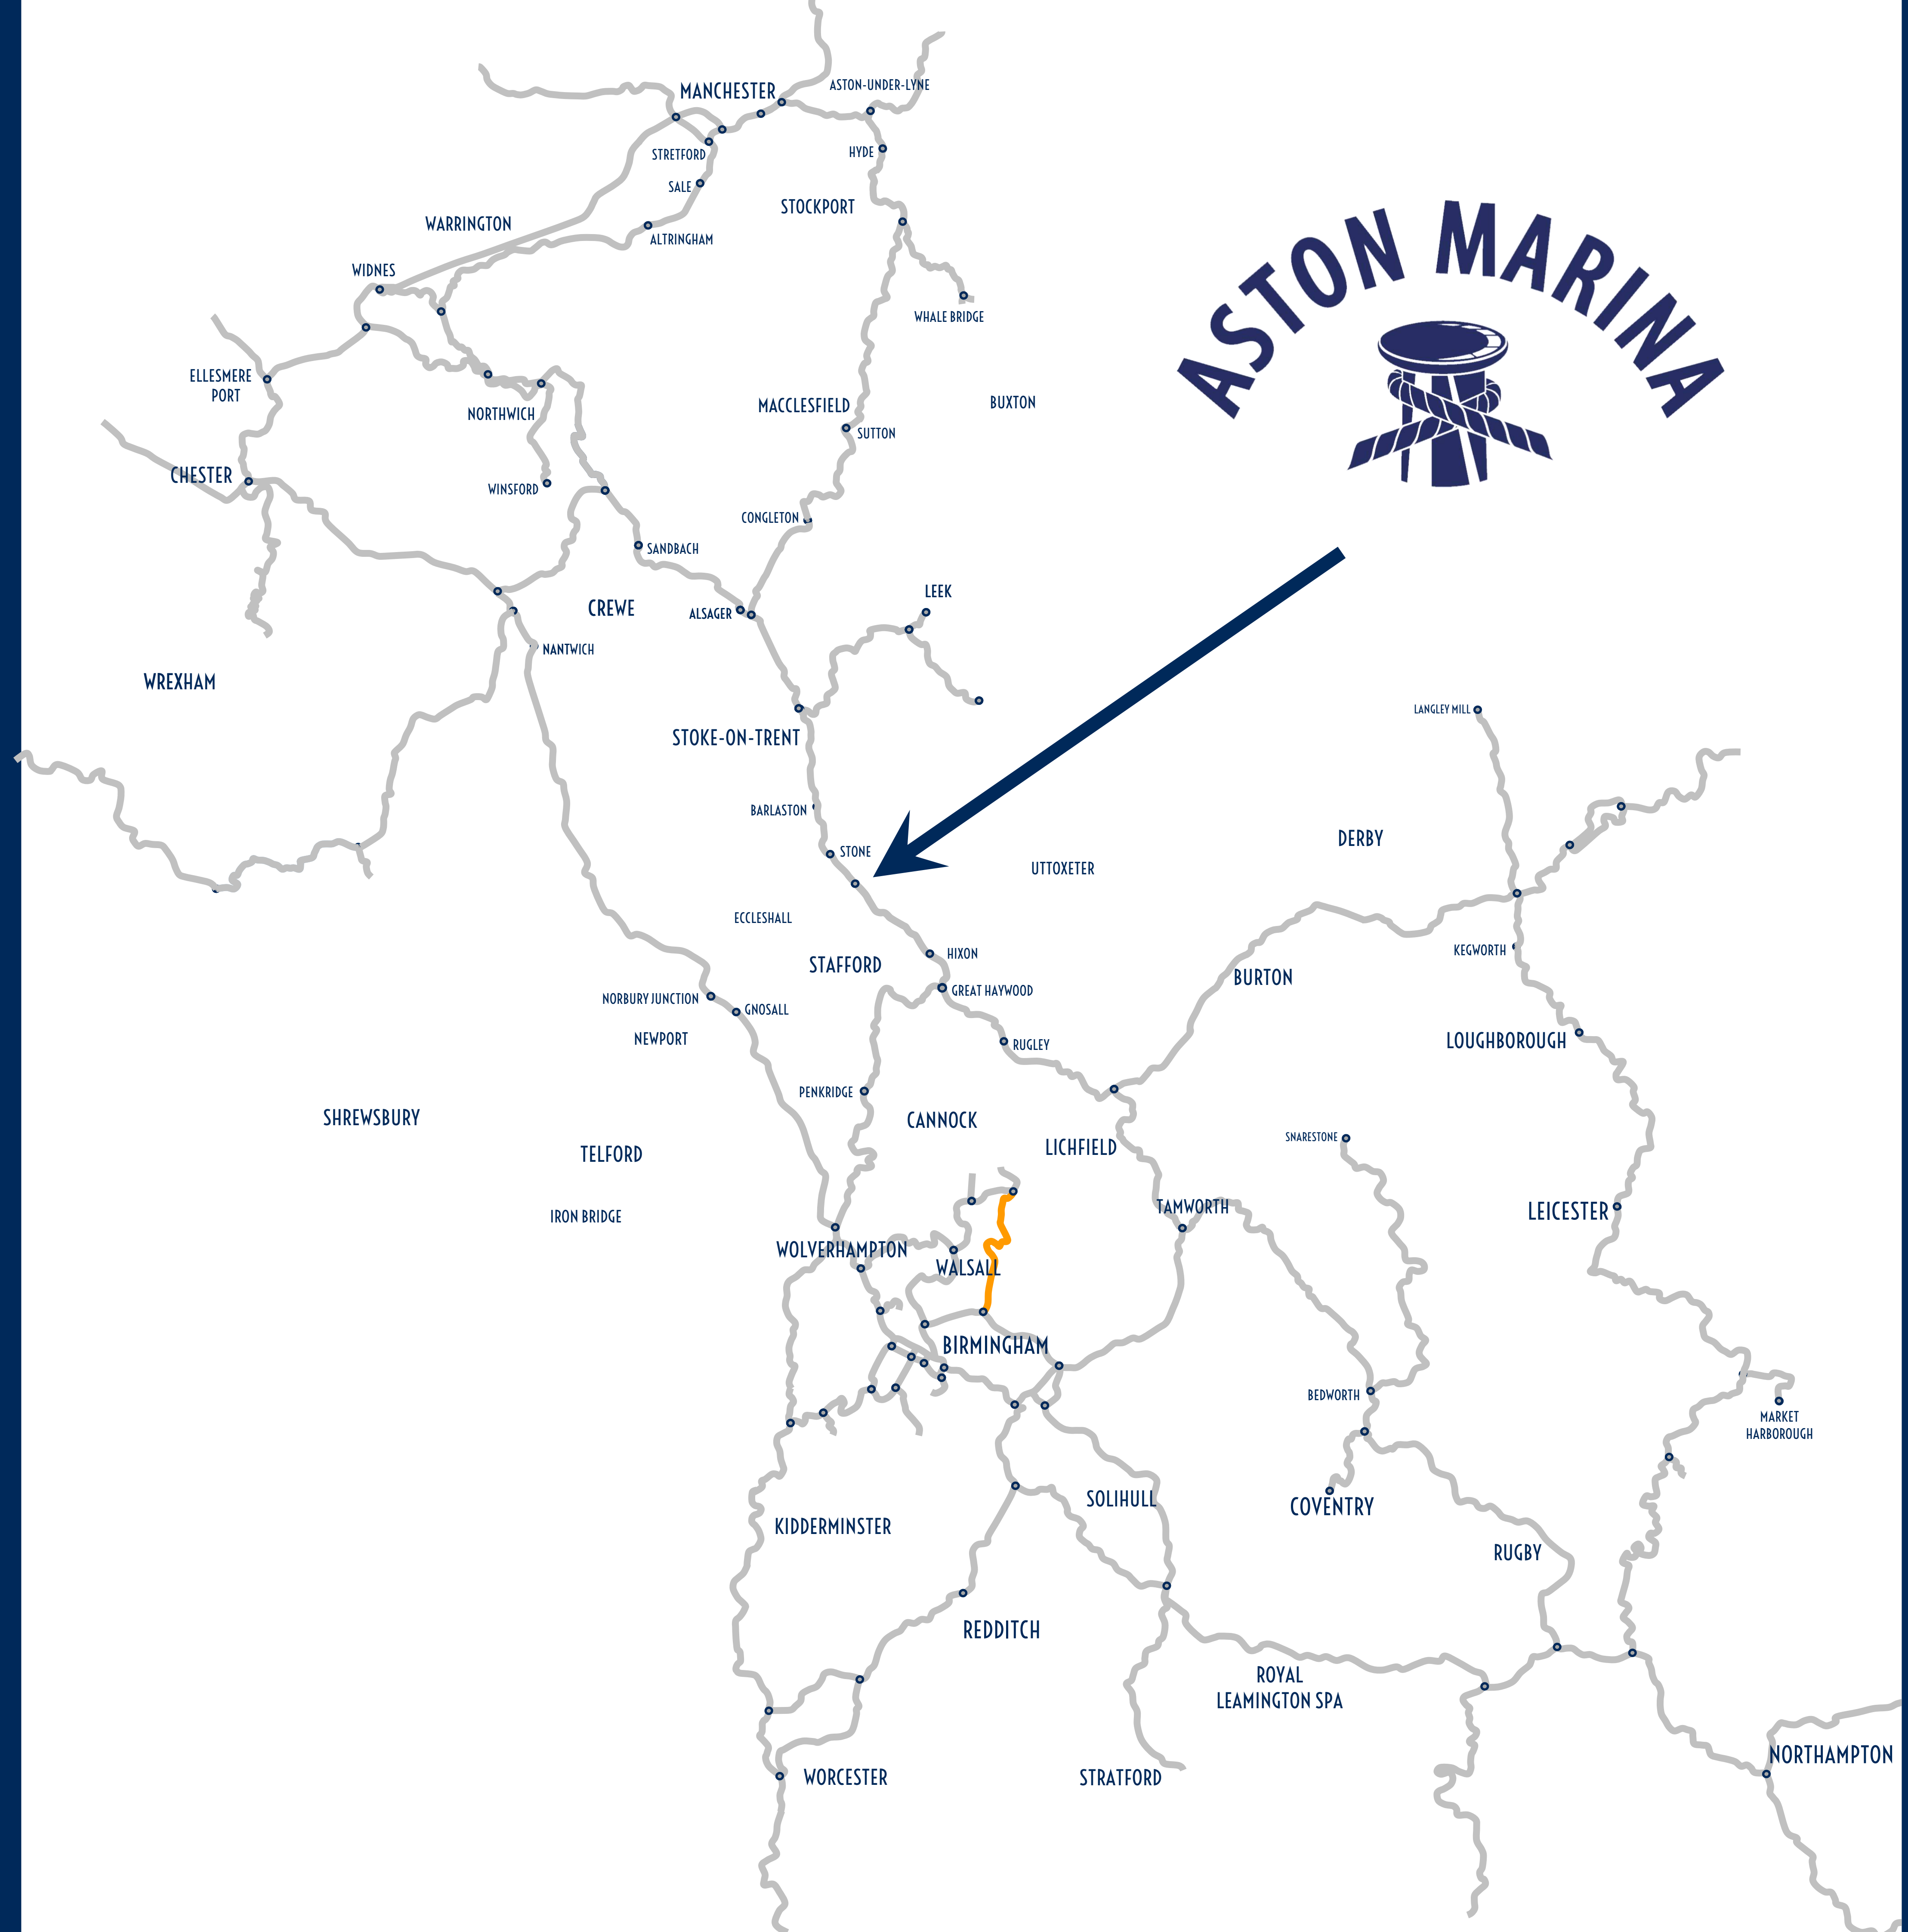 MANCHESTER
ASTON-UNDER-LYNE
STRETFORD
HYDE
SALE
STOCKPORT
WARRINGTON
ALTRINGHAM
WIDNES
WHALE BRIDGE
ASTON MARINA
ELLESMERE
PORT
NORTHWICH
MACCLESFIELD
SUTTON
BUXTON
CHESTER
WINSFORD
CONGLETON
SANDBACH
LEEK
CREWE
ALSAGER
NANTWICH
WREXHAM
LANGLEY MILL
STOKE-ON-TRENT
BARLASTON
DERBY
STONE
UTTOXETER
ECCLESHALL
KEGWORTH
HIXON
STAFFORD
BURTON
GREAT HAYWOOD
NORBURY JUNCTION
GNOSALL
NEWPORT
RUGLEY
LOUGHBOROUGH
PENKRIDGE
SHREWSBURY
CANNOCK
SNARESTONE
LICHFIELD
TELFORD
TAMWORTH
LEICESTER
IRON BRIDGE
WOLVERHAMPTON
WALSALL
BIRMINGHAM
BEDWORTH
MARKET
HARBOROUGH
SOLIHULL
COVENTRY
KIDDERMINSTER
RUGBY
REDDITCH
ROYAL
LEAMINGTON SPA
NORTHAMPTON
WORCESTER
STRATFORD